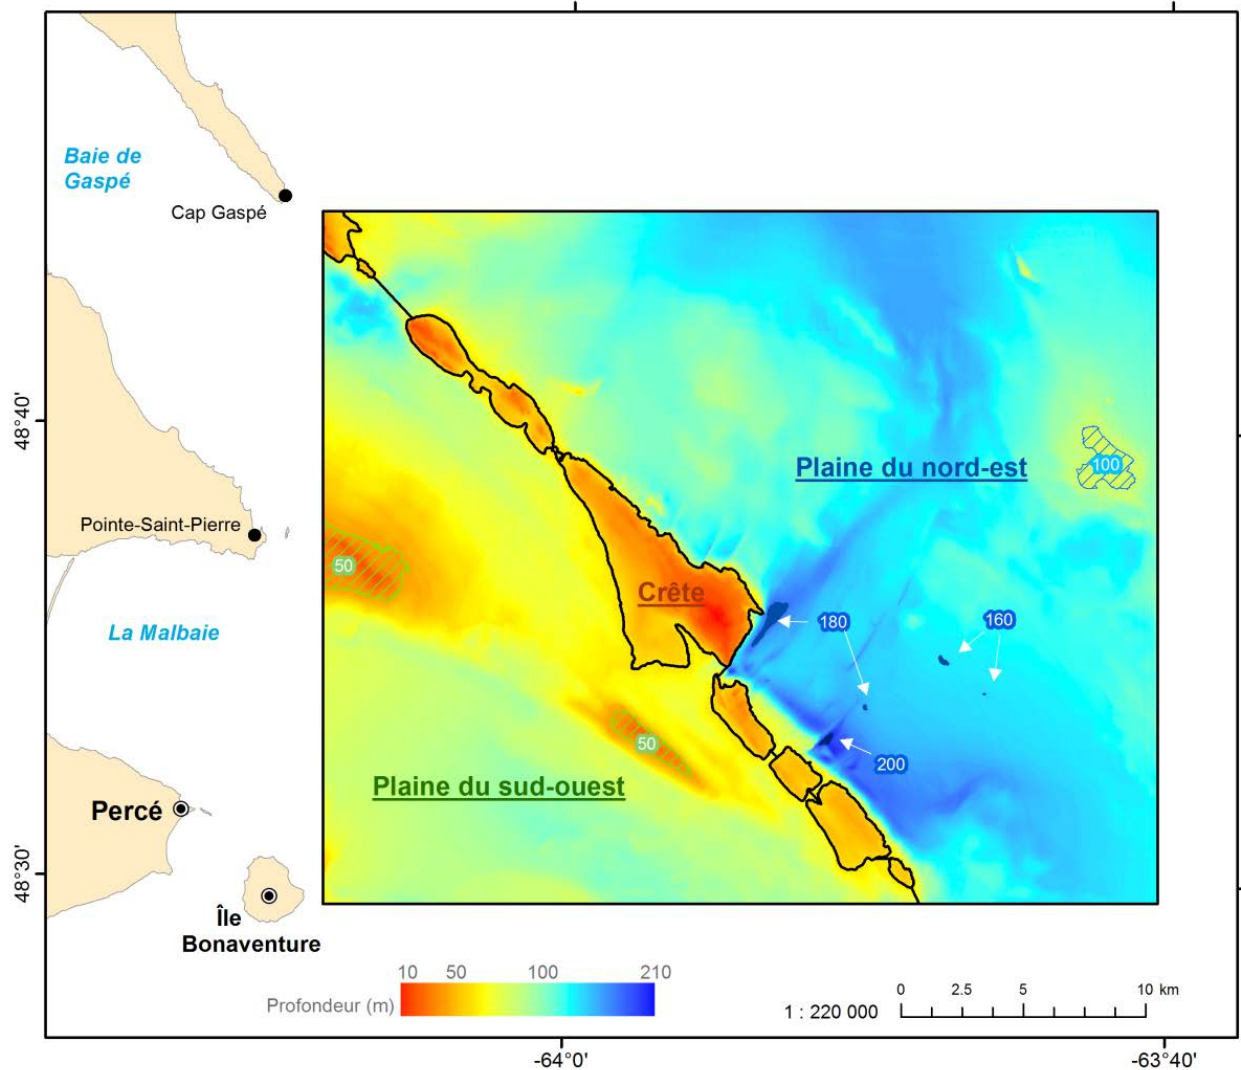 Baie de
Gaspé
Cap Gaspé
48°40'
Plaine du nord-est
100
Pointe-Saint-Pierre
50
Crête
180
160
La Malbaie
50
200
Plaine du sud-ouest
Percé
48°30'
Île
Bonaventure
10 50 100 210
Profondeur (m)
1 : 220 000
0 2.5 5 10 km
-64°0'
-63°40'